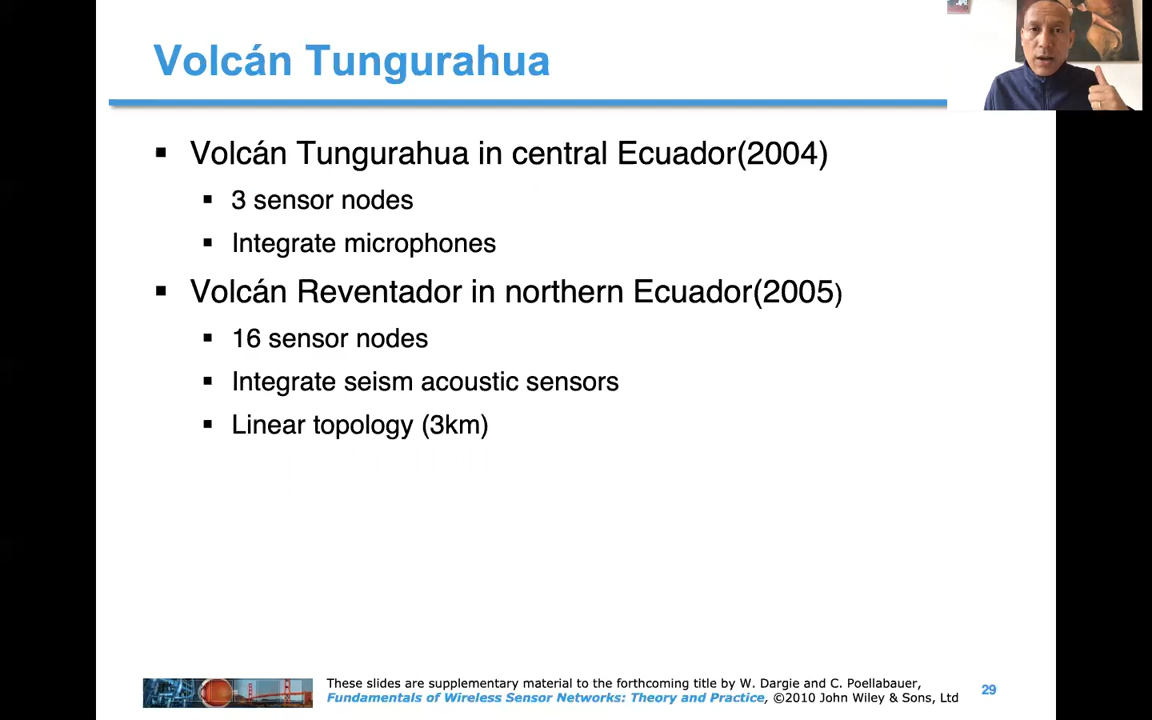 Volcán Tungurahua
▪ Volcán Tungurahua in central Ecuador(2004)
▪ 3 sensor nodes
▪ Integrate microphones
▪ Volcán Reventador in northern Ecuador(2005)
▪ 16 sensor nodes
▪ Integrate seism acoustic sensors
▪ Linear topology (3km)
These slides are supplementary material to the forthcoming title by W. Dargie and C. Poellabauer,
Fundamentals of Wireless Sensor Networks: Theory and Practice, ©2010 John Wiley & Sons, Ltd
29